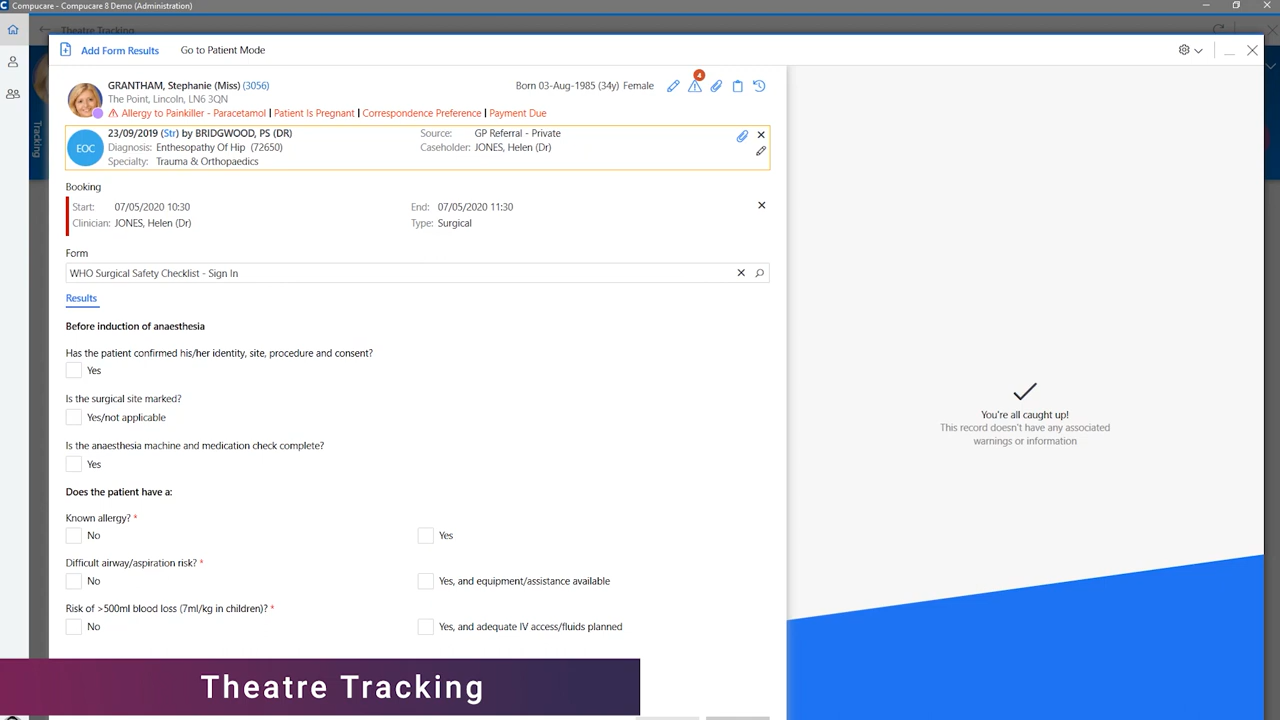 Compucare - Compucare 8 Demo (Administration)
Theatre Tracking
Add Form Results Go to Patient Mode
GRANTHAM, Stephanie (Miss) (3056) Born 03-Aug-1985 (34y) Female 4
The Point, Lincoln, LN6 3QN
Allergy to Painkiller - Paracetamol | Patient Is Pregnant | Correspondence Preference | Payment Due
Tracking
EOC
23/09/2019 (Str) by BRIDGWOOD, PS (DR) Source: GP Referral - Private
Diagnosis: Enthesopathy Of Hip (72650) Caseholder: JONES, Helen (Dr)
Specialty: Trauma & Orthopaedics
Booking
Start: 07/05/2020 10:30 End: 07/05/2020 11:30
Clinician: JONES, Helen (Dr) Type: Surgical
Form
WHO Surgical Safety Checklist - Sign In
Results
Before induction of anaesthesia
Has the patient confirmed his/her identity, site, procedure and consent?
Yes
Is the surgical site marked?
Yes/not applicable
Is the anaesthesia machine and medication check complete?
Yes
Does the patient have a:
Known allergy? *
No Yes
Difficult airway/aspiration risk? *
No Yes, and equipment/assistance available
Risk of >500ml blood loss (7ml/kg in children)? *
No Yes, and adequate IV access/fluids planned
You're all caught up!
This record doesn't have any associated
warnings or information
Theatre Tracking